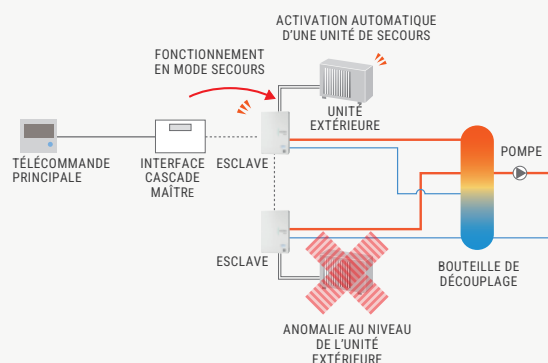 ACTIVATION AUTOMATIQUE
D'UNE UNITÉ DE SECOURS
FONCTIONNEMENT
EN MODE SECOURS
UNITÉ
EXTÉRIEURE
TÉLÉCOMMANDE
PRINCIPALE
INTERFACE
CASCADE
MAÎTRE
ESCLAVE
POMPE
ESCLAVE
BOUTEILLE DE
DÉCOUPLAGE
ANOMALIE AU NIVEAU
DE L'UNITÉ
EXTÉRIEURE